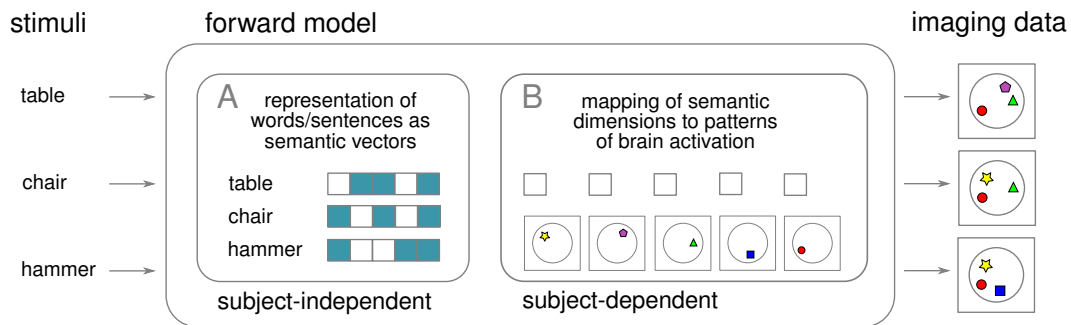 stimuli
forward model
imaging data
table
chair
hammer
A
representation of
words/sentences as
semantic vectors
table
chair
hammer
subject-independent
B
mapping of semantic
dimensions to patterns
of brain activation
subject-dependent